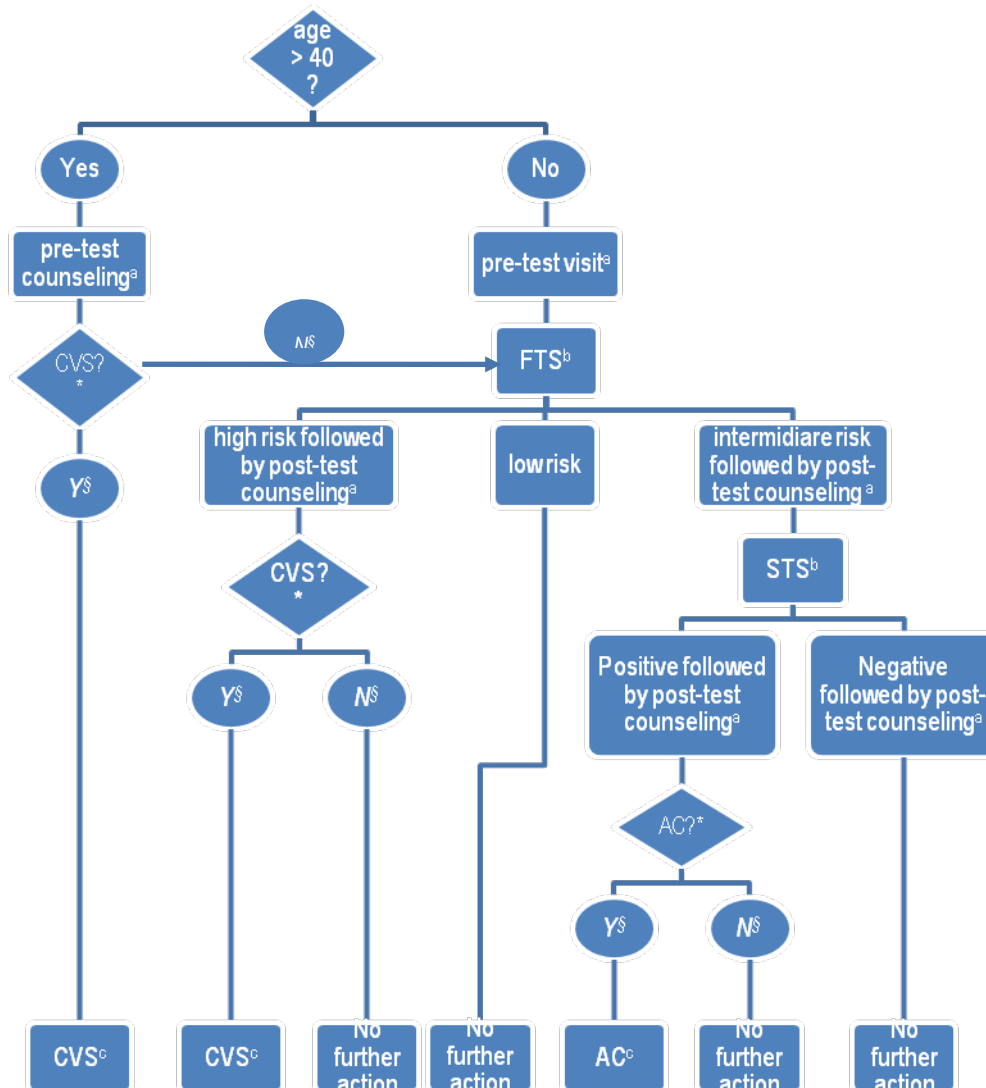 age
> 40
?
Yes
No
pre-test
counselingᵃ
pre-test visitᵃ
N§
CVS?
*
FTSᵇ
Y§
high risk followed
by post-test
counselingᵃ
low risk
intermidiare risk
followed by post-
test counseling ᵃ
CVS?
*
STSᵇ
Y§
N§
Positive followed
by post-test
counselingᵃ
Negative
followed by post-
test counselingᵃ
AC?*
Y§
N§
CVSᶜ
CVSᶜ
No
further
action
No
further
action
ACᶜ
No
further
action
No
further
action